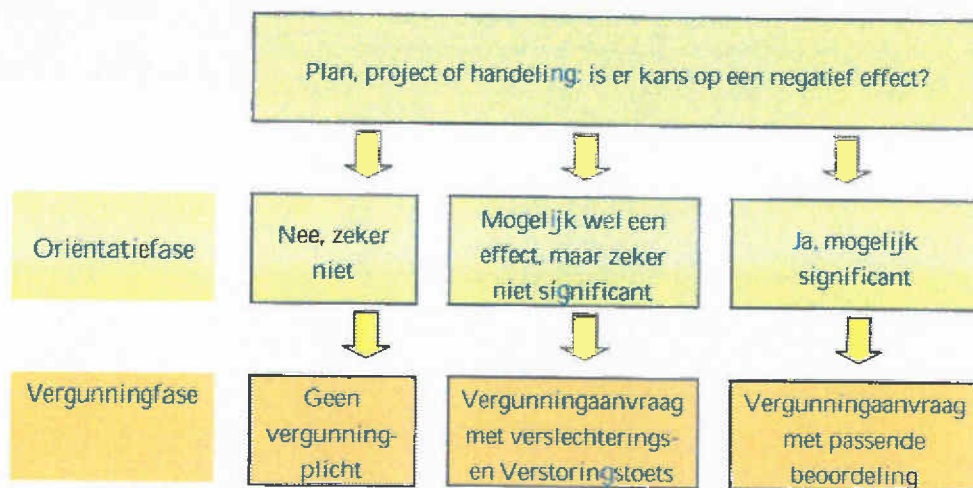 Plan, project of handeling: is er kans op een negatief effect?
Oriëntatiefase
Nee, zeker
niet
Mogelijk wel een
effect, maar zeker
niet significant
Ja, mogelijk
significant
Vergunningfase
Geen
vergunning-
plicht
Vergunningaanvraag
met verslechterings-
en Verstoringstoets
Vergunningaanvraag
met passende
beoordeling